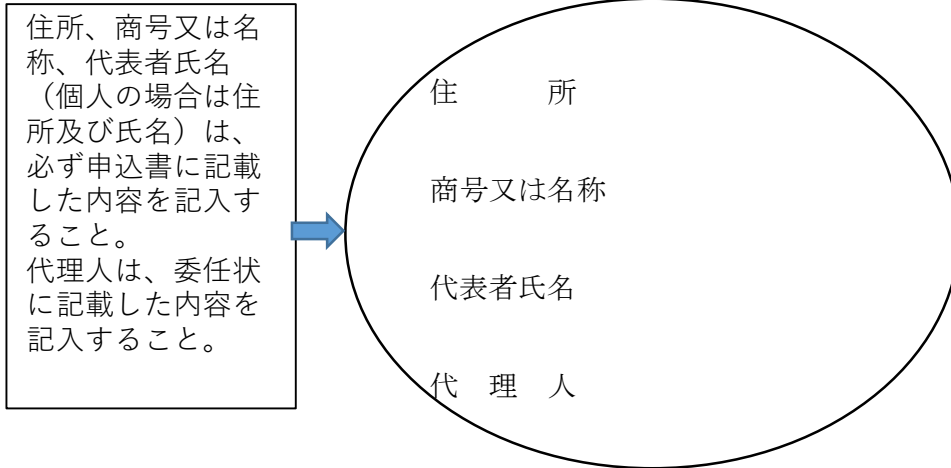 住所、商号又は名
称、代表者氏名
（個人の場合は住
所及び氏名）は、
必ず申込書に記載
した内容を記入す
ること。
代理人は、委任状
に記載した内容を
記入すること。
住　　　所
商号又は名称
代表者氏名
代　理　人